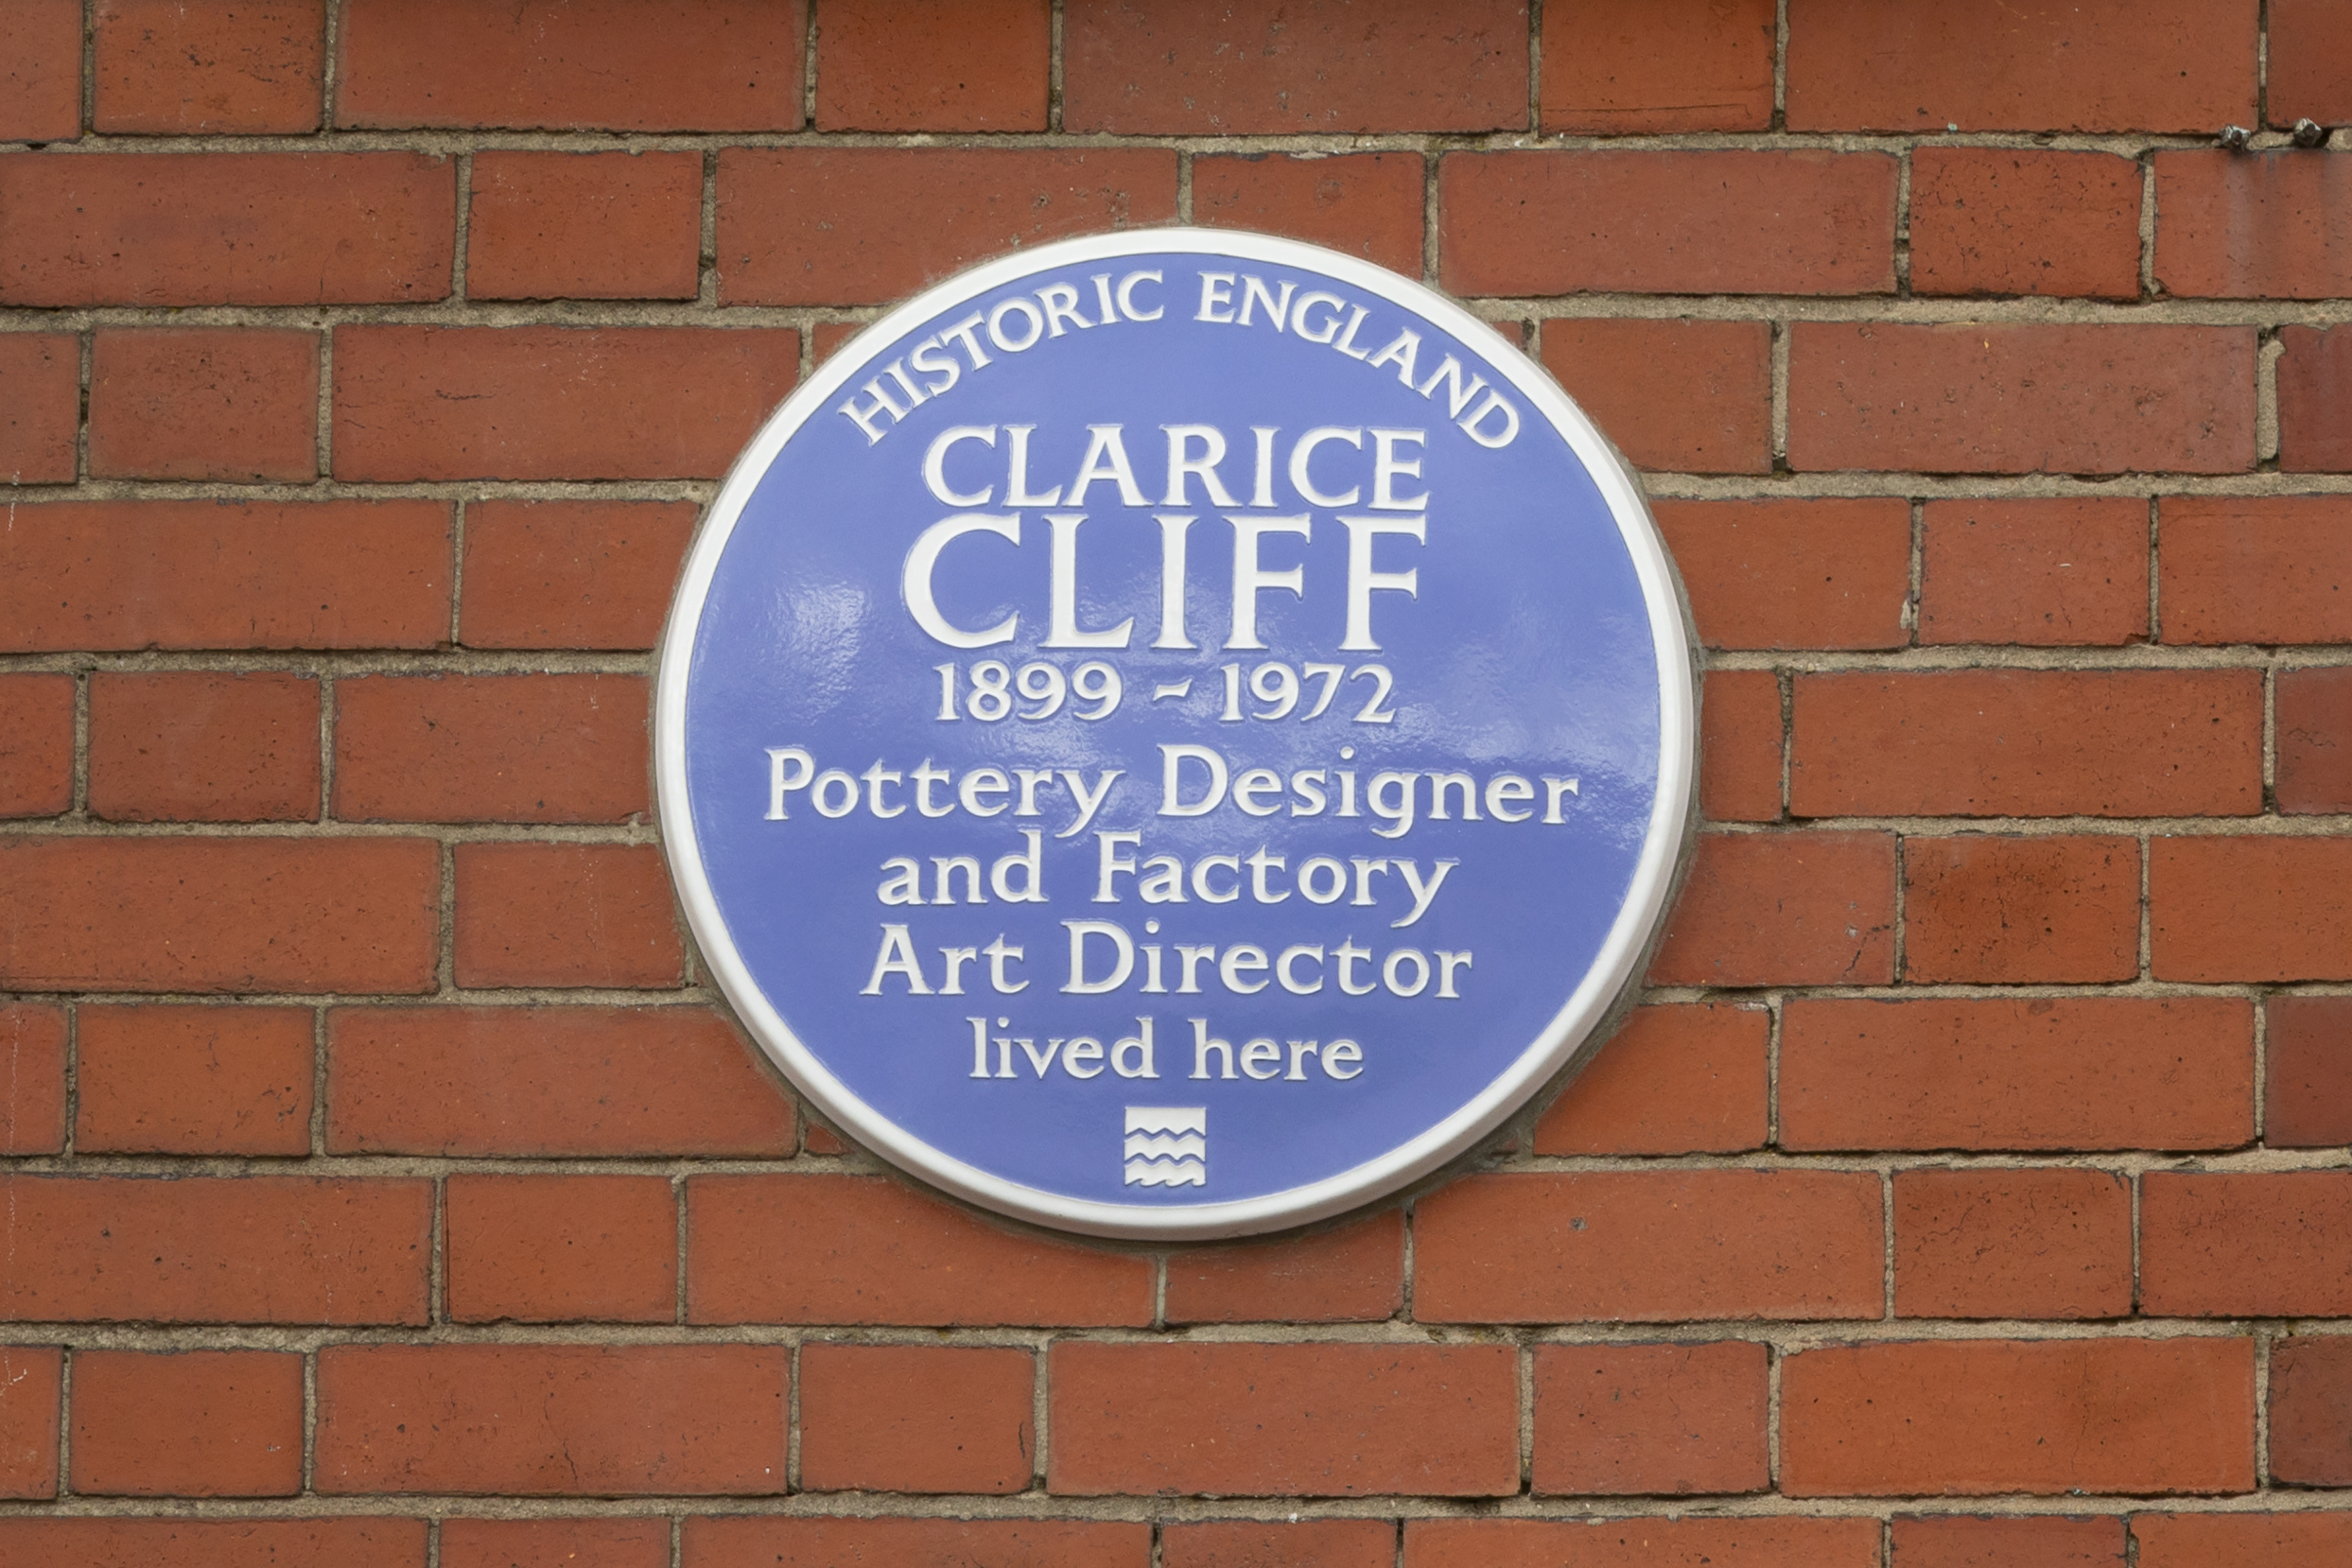 HISTORIC ENGLAND
CLARICE
CLIFF
1899 ~ 1972
Pottery Designer
and Factory
Art Director
lived here